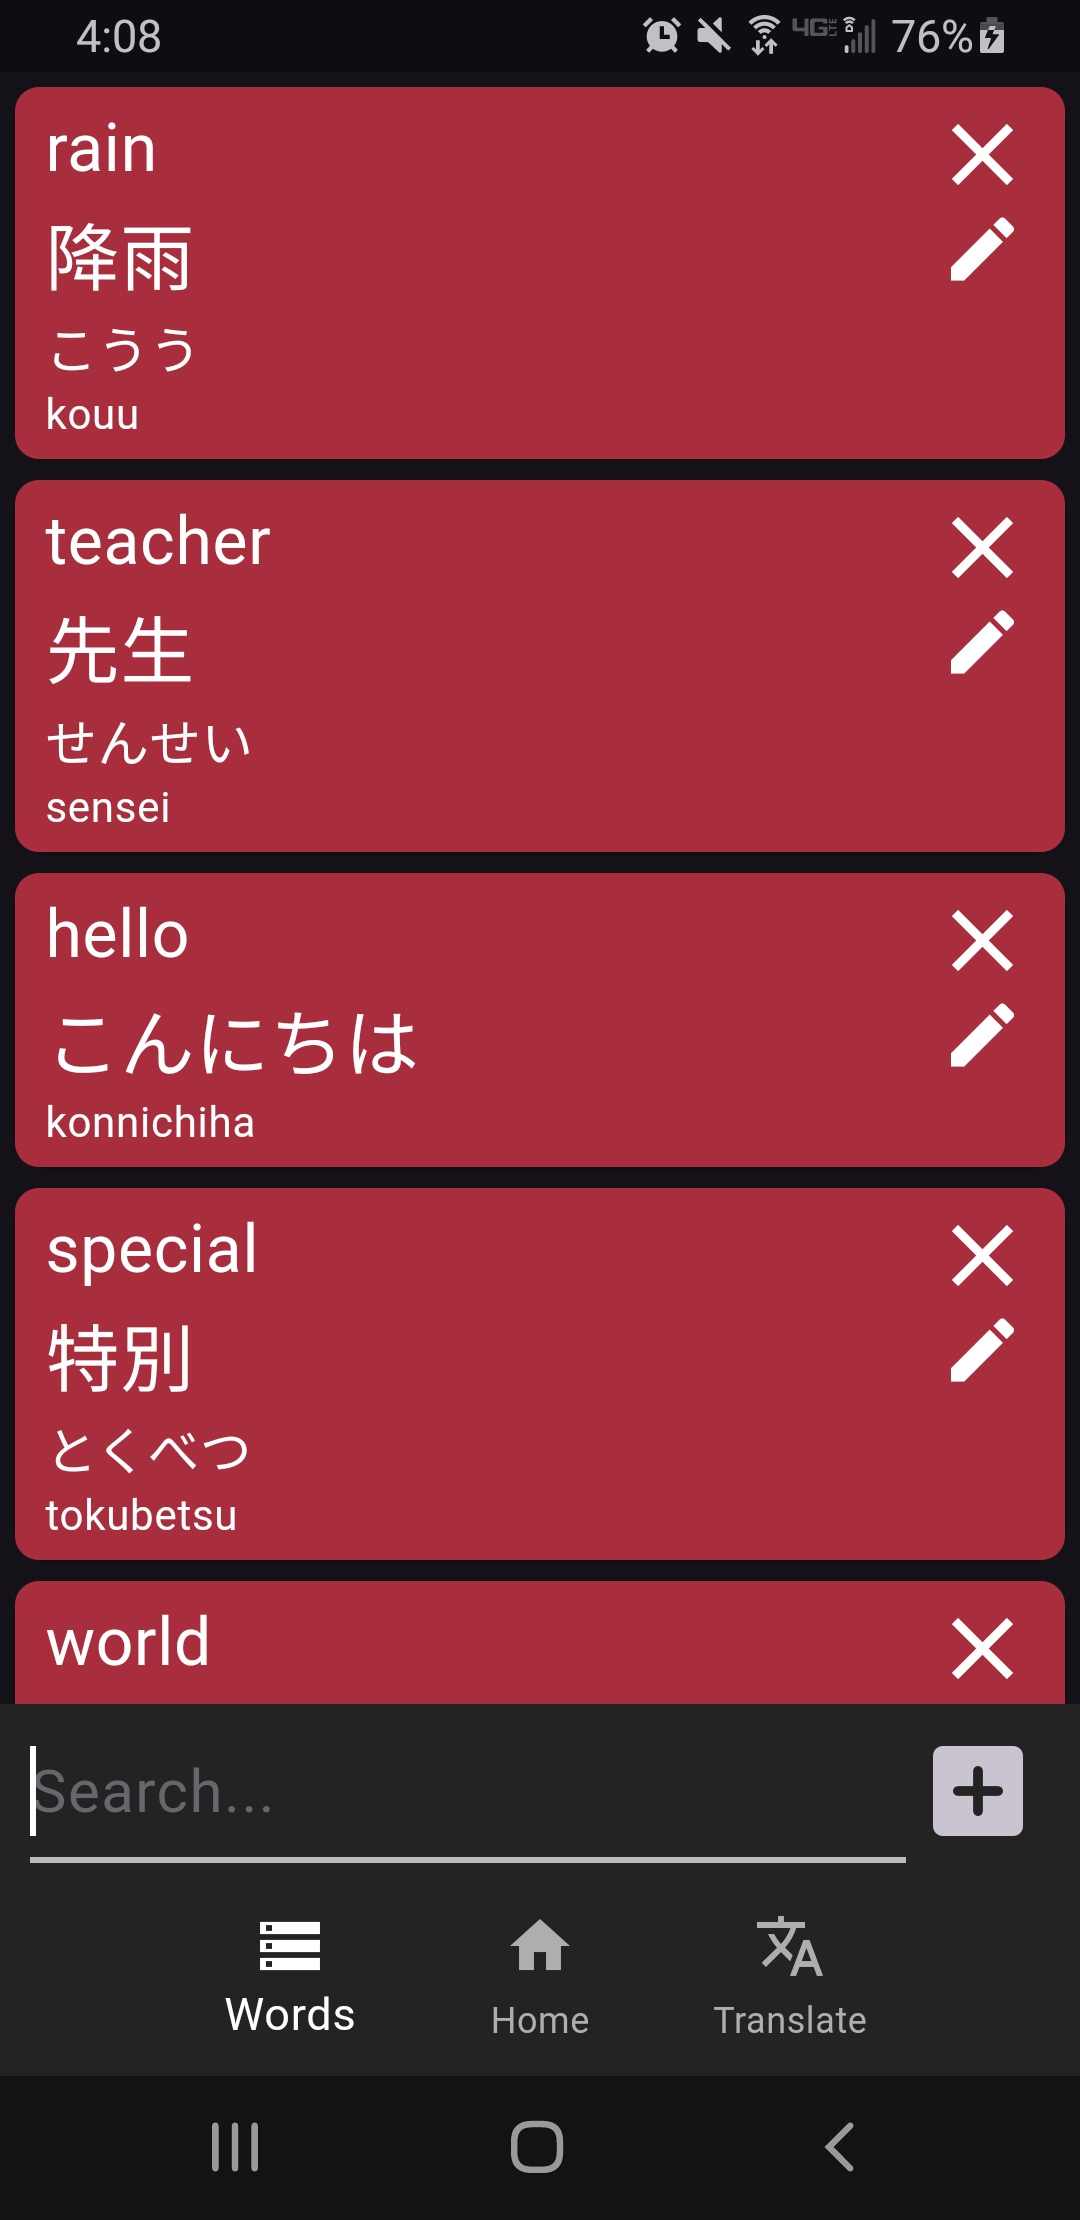 4:08 4G LTE 76%
rain
降雨
こうう
kouu
teacher
先生
せんせい
sensei
hello
こんにちは
konnichiha
special
特別
とくべつ
tokubetsu
world
Search...
Words Home Translate